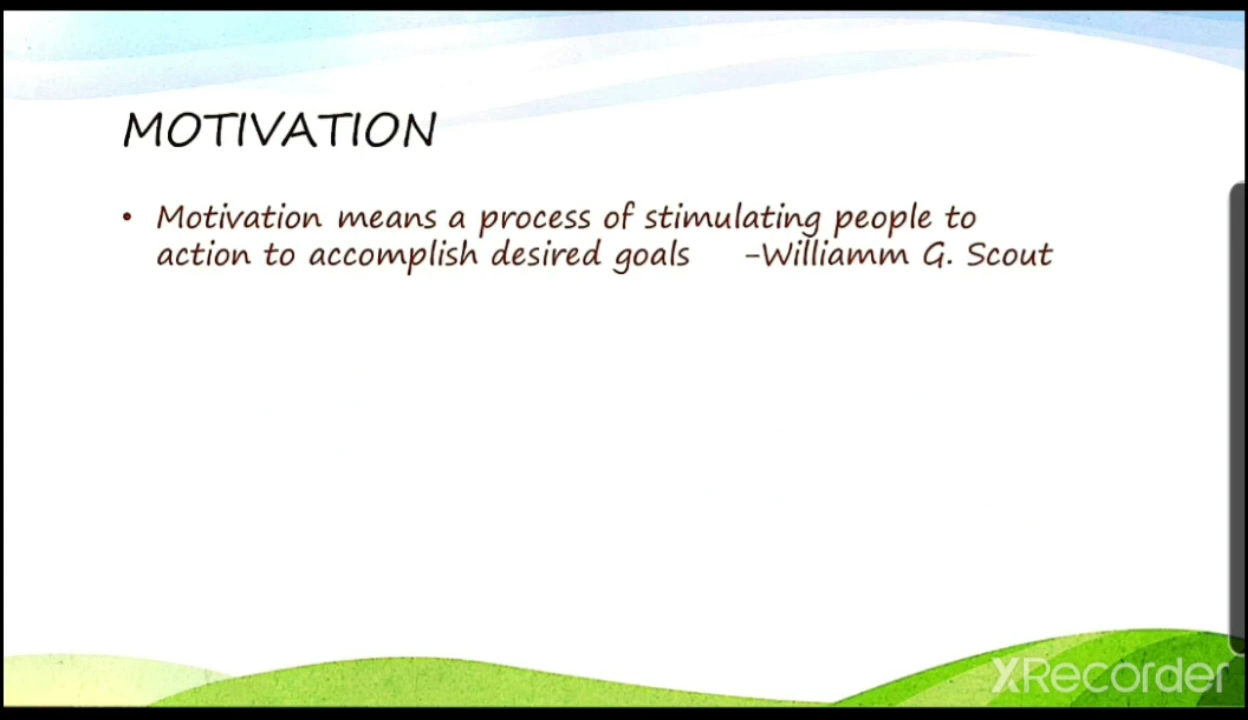 MOTIVATION
• Motivation means a process of stimulating people to
action to accomplish desired goals -Williamm G. Scout
XRecorder